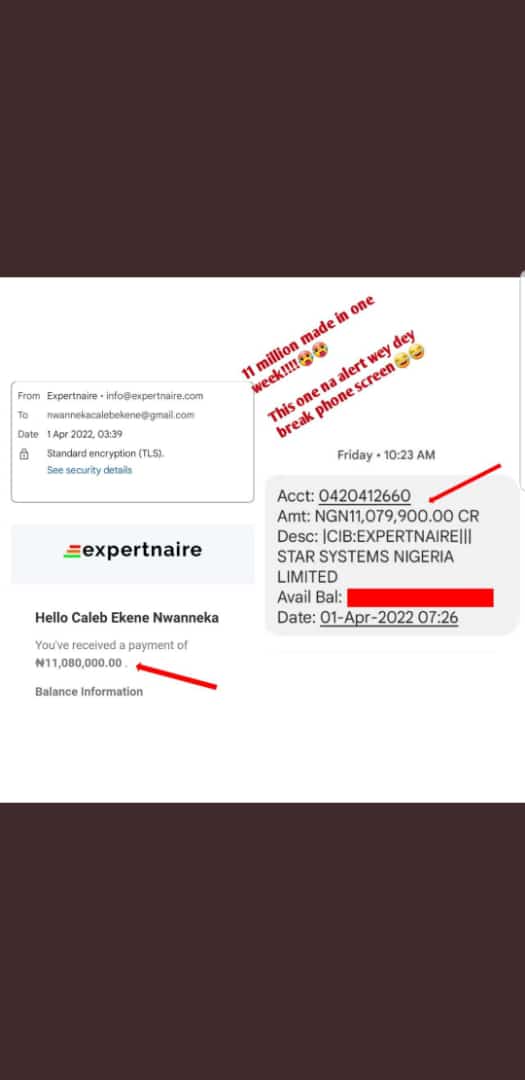 11 million made in one
week!!!!🥵🥵
This one na alert wey dey
break phone screen😂😂
From Expertnaire • info@expertnaire.com
To nwannekacalebekene@gmail.com
Date 1 Apr 2022, 03:39
Standard encryption (TLS).
See security details
expertnaire
Hello Caleb Ekene Nwanneka
You've received a payment of
₦11,080,000.00 .
Balance Information
Friday • 10:23 AM
Acct: 0420412660
Amt: NGN11,079,900.00 CR
Desc: |CIB:EXPERTNAIRE|||
STAR SYSTEMS NIGERIA
LIMITED
Avail Bal:
Date: 01-Apr-2022 07:26